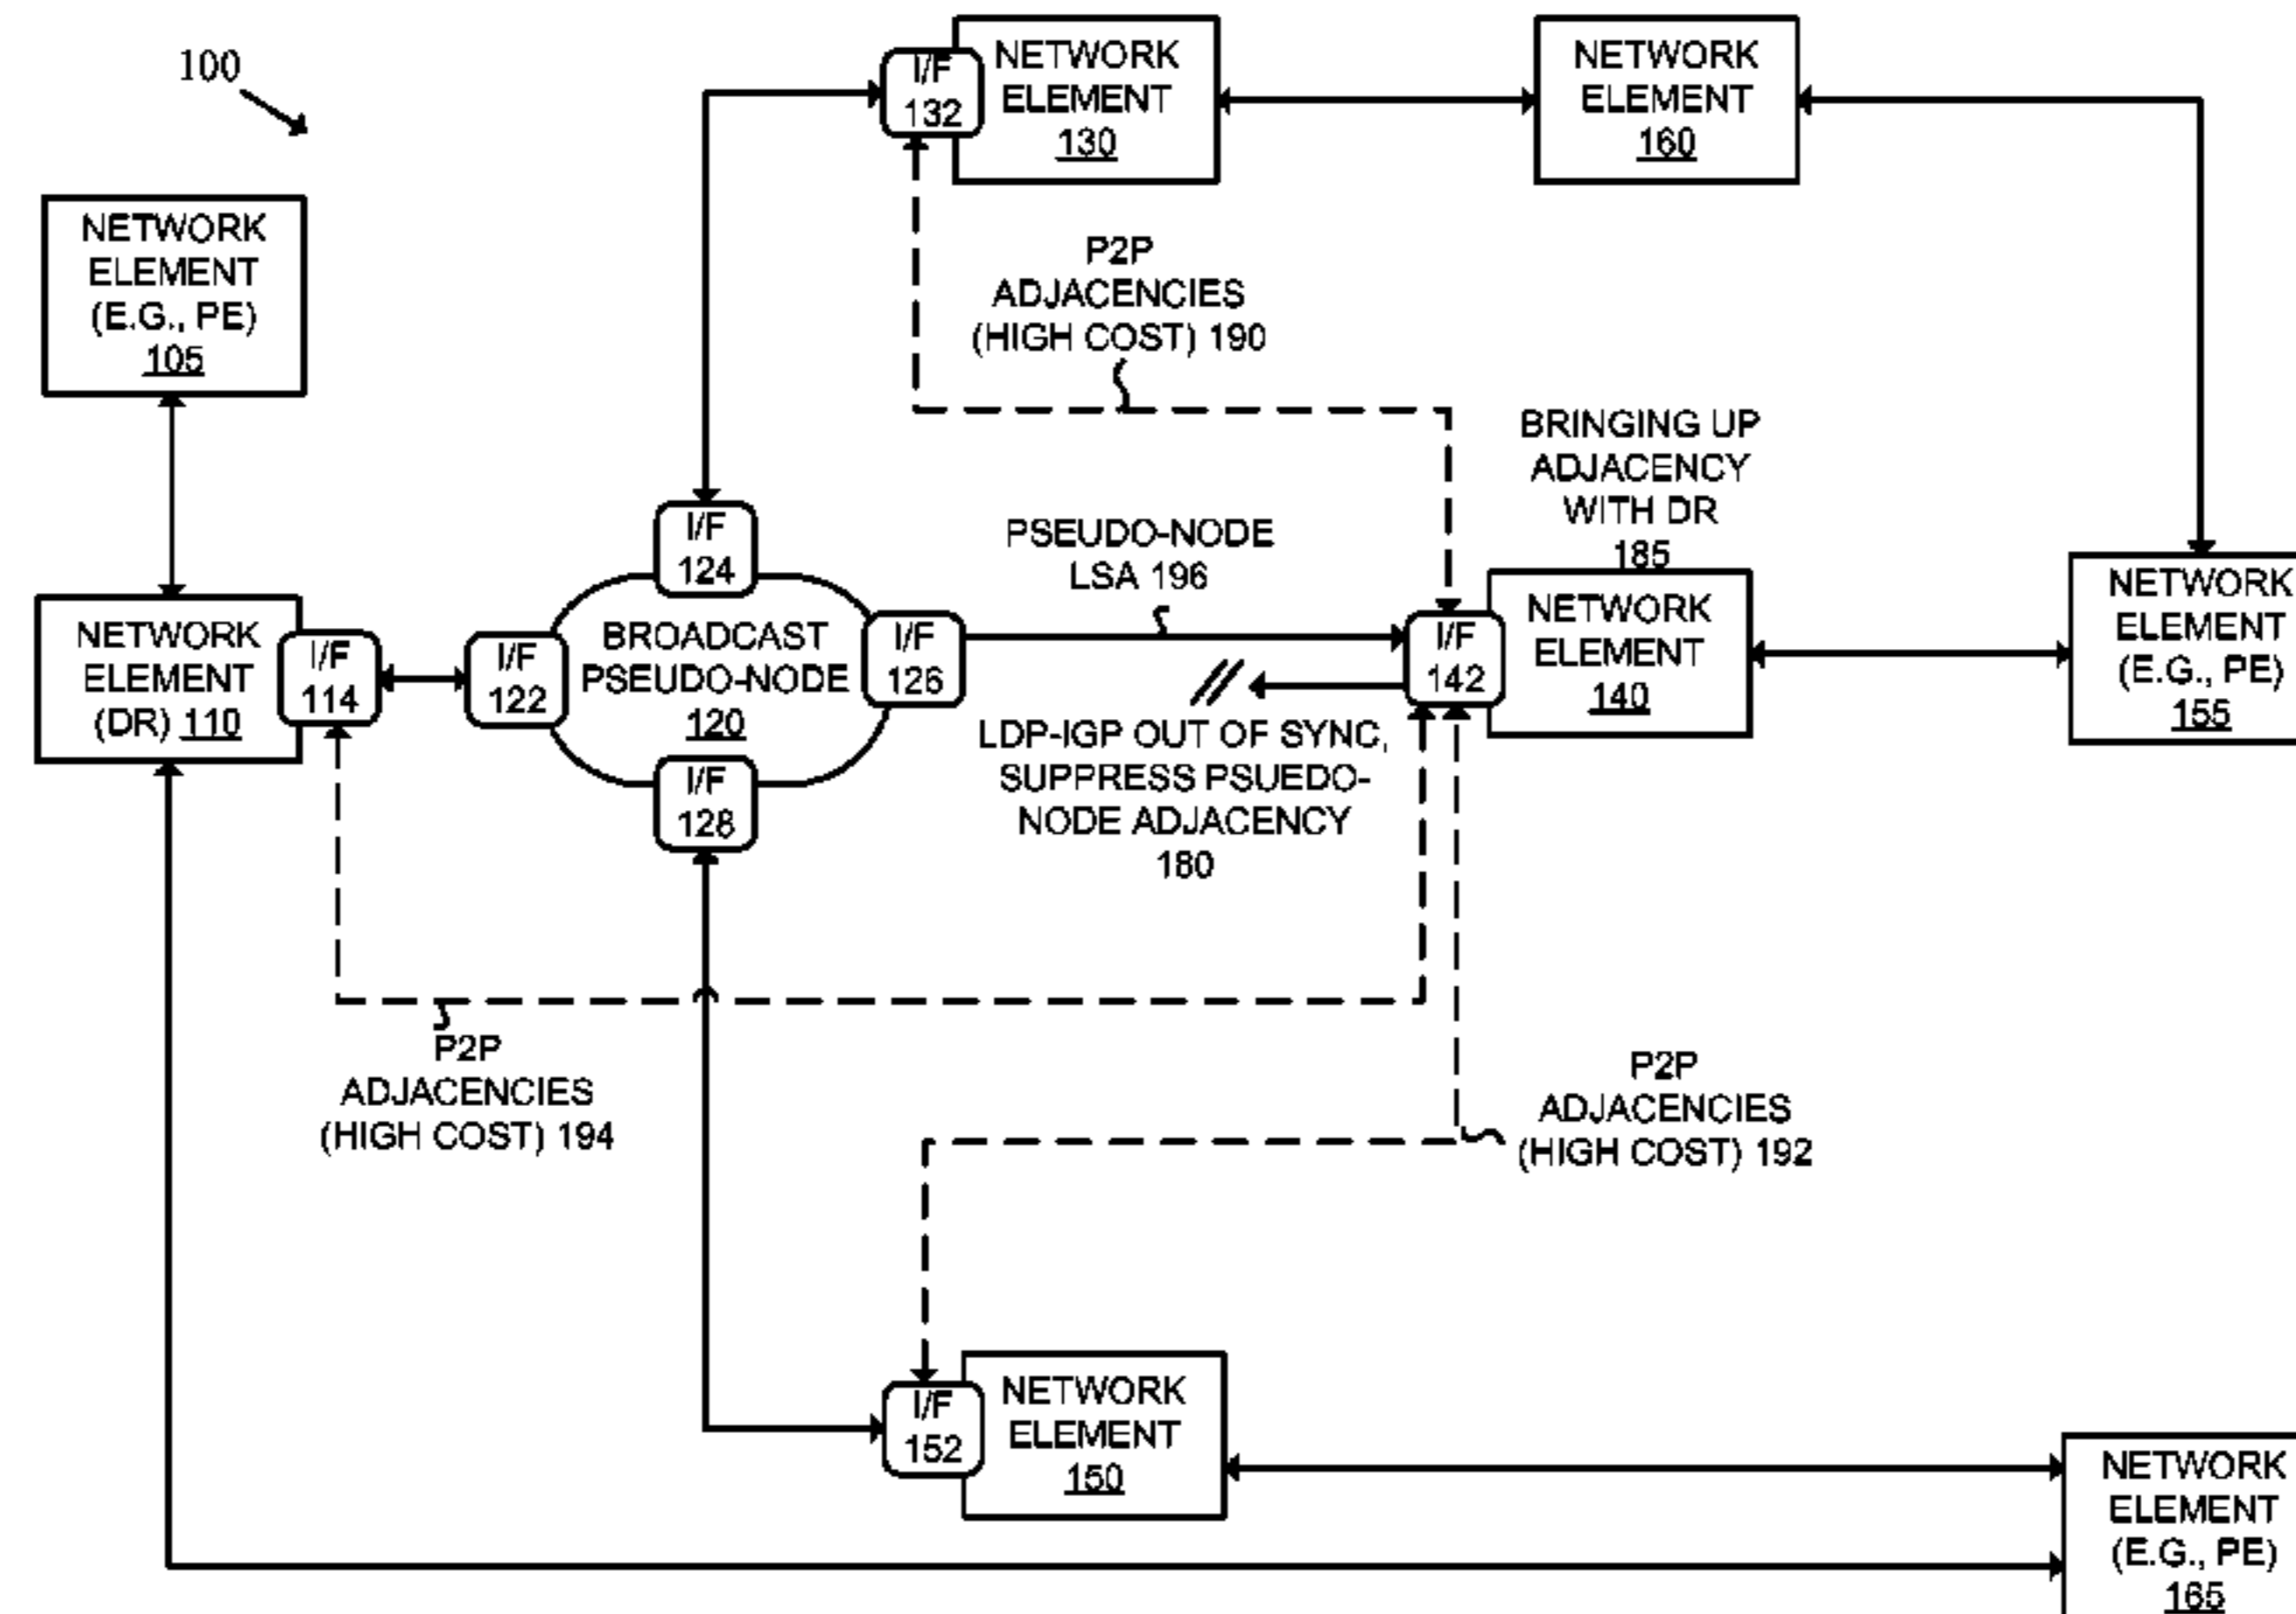 100
NETWORK
ELEMENT
(E.G., PE)
105
I/F
132
NETWORK
ELEMENT
130
NETWORK
ELEMENT
160
P2P
ADJACENCIES
(HIGH COST) 190
BRINGING UP
ADJACENCY
WITH DR
185
NETWORK
ELEMENT
(DR) 110
I/F
114
I/F
122
I/F
124
BROADCAST
PSEUDO-NODE
120
I/F
126
I/F
128
PSEUDO-NODE
LSA 196
I/F
142
NETWORK
ELEMENT
140
NETWORK
ELEMENT
(E.G., PE)
155
LDP-IGP OUT OF SYNC,
SUPPRESS PSUEDO-
NODE ADJACENCY
180
P2P
ADJACENCIES
(HIGH COST) 194
P2P
ADJACENCIES
(HIGH COST) 192
I/F
152
NETWORK
ELEMENT
150
NETWORK
ELEMENT
(E.G., PE)
165